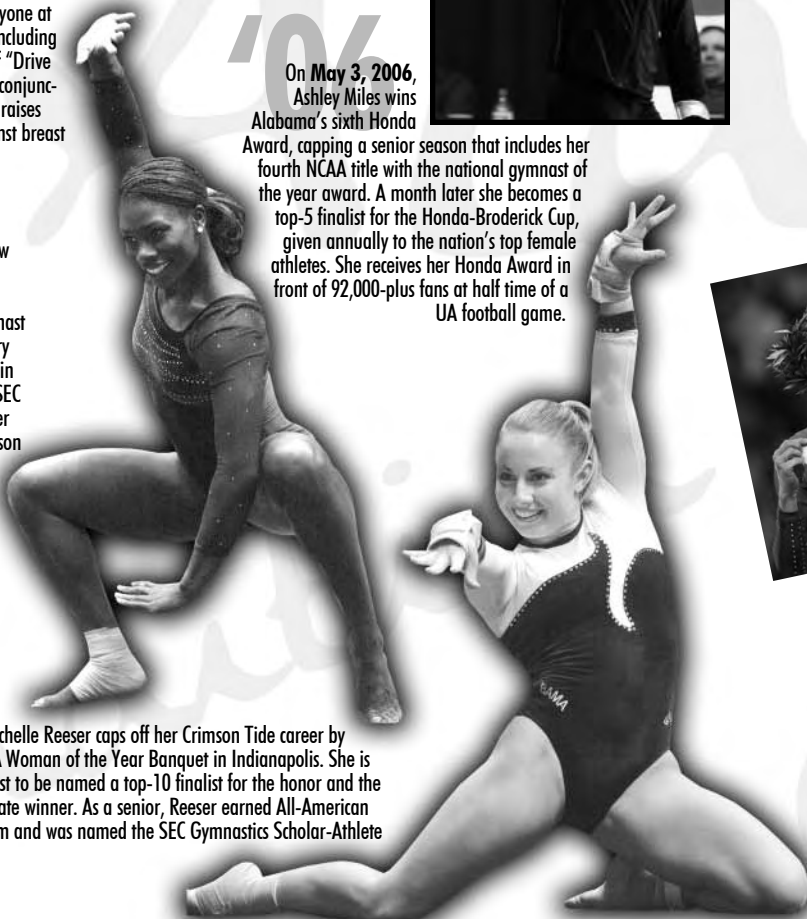 yone at
ncluding
“Drive
conjunc-
raises
nst breast
w
nast
ry
in
SEC
er
son
‘06
On May 3, 2006,
Ashley Miles wins
Alabama’s sixth Honda
Award, capping a senior season that includes her
fourth NCAA title with the national gymnast of
the year award. A month later she becomes a
top-5 finalist for the Honda-Broderick Cup,
given annually to the nation’s top female
athletes. She receives her Honda Award in
front of 92,000-plus fans at half time of a
UA football game.
chelle Reeser caps off her Crimson Tide career by
A Woman of the Year Banquet in Indianapolis. She is
st to be named a top-10 finalist for the honor and the
ate winner. As a senior, Reeser earned All-American
m and was named the SEC Gymnastics Scholar-Athlete